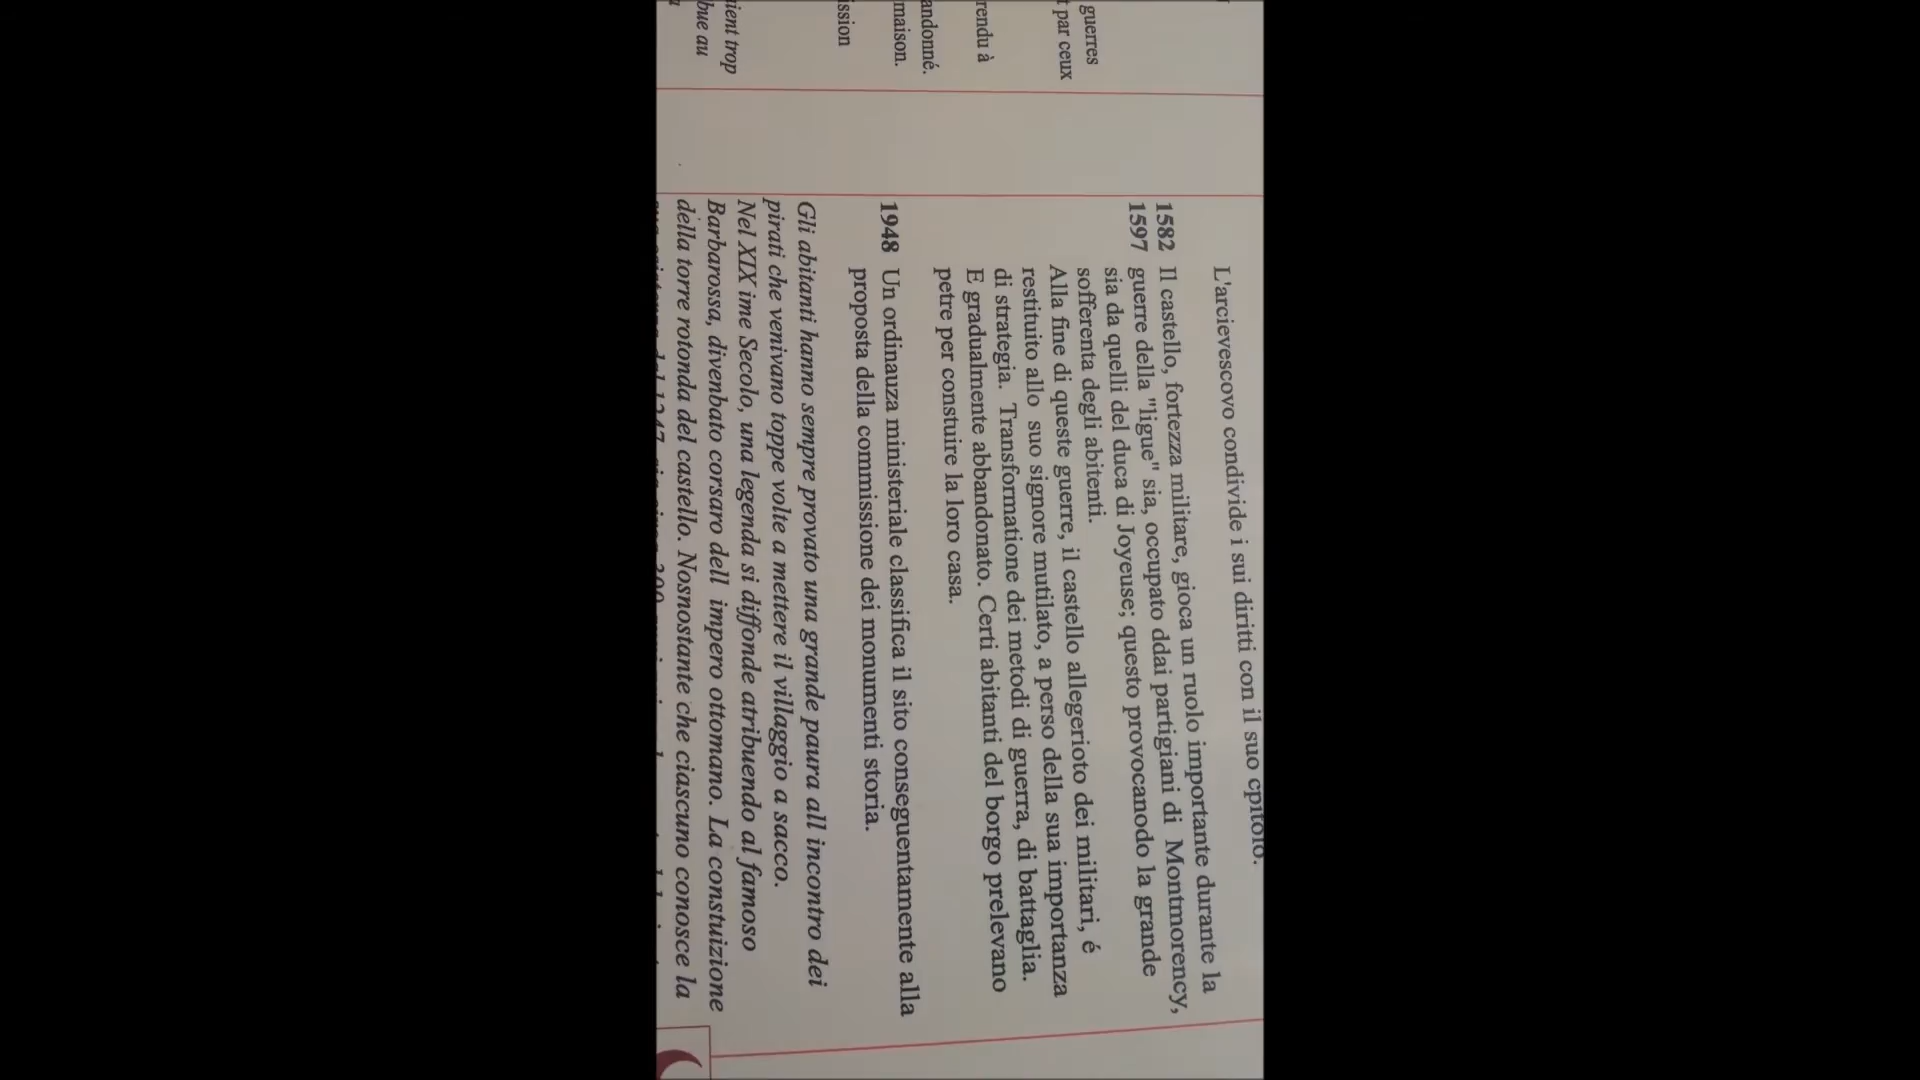 guerres
t par ceux
rendu à
andonné.
maison.
ission
ient trop
bue au
L'arcievescovo condivide i sui diritti con il suo cpitolo.
1582 Il castello, fortezza militare, gioca un ruolo importante durante la
1597 guerre della "ligue" sia, occupato ddai partigiani di Montmorency,
sia da quelli del duca di Joyeuse; questo provocanodo la grande
sofferenta degli abitenti.
Alla fine di queste guerre, il castello allegerioto dei militari, é
restituito allo suo signore mutilato, a perso della sua importanza
di strategia. Transformatione dei metodi di guerra, di battaglia.
E gradualmente abbandonato. Certi abitanti del borgo prelevano
petre per constuire la loro casa.
1948 Un ordinauza ministeriale classifica il sito conseguentamente alla
proposta della commissione dei monumenti storia.
Gli abitanti hanno sempre provato una grande paura all incontro dei
pirati che venivano toppe volte a mettere il villaggio a sacco.
Nel XIX ime Secolo, una legenda si diffonde atribuendo al famoso
Barbarossa, divenbato corsaro dell impero ottomano. La constuizione
della torre rotonda del castello. Nosnostante che ciascuno conosce la